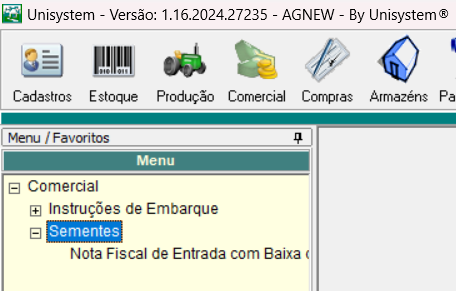 Unisystem - Versão: 1.16.2024.27235 - AGNEW - By Unisystem®
Cadastros Estoque Produção Comercial Compras Armazéns Pa
Menu / Favoritos
Menu
Comercial
Instruções de Embarque
Sementes
Nota Fiscal de Entrada com Baixa